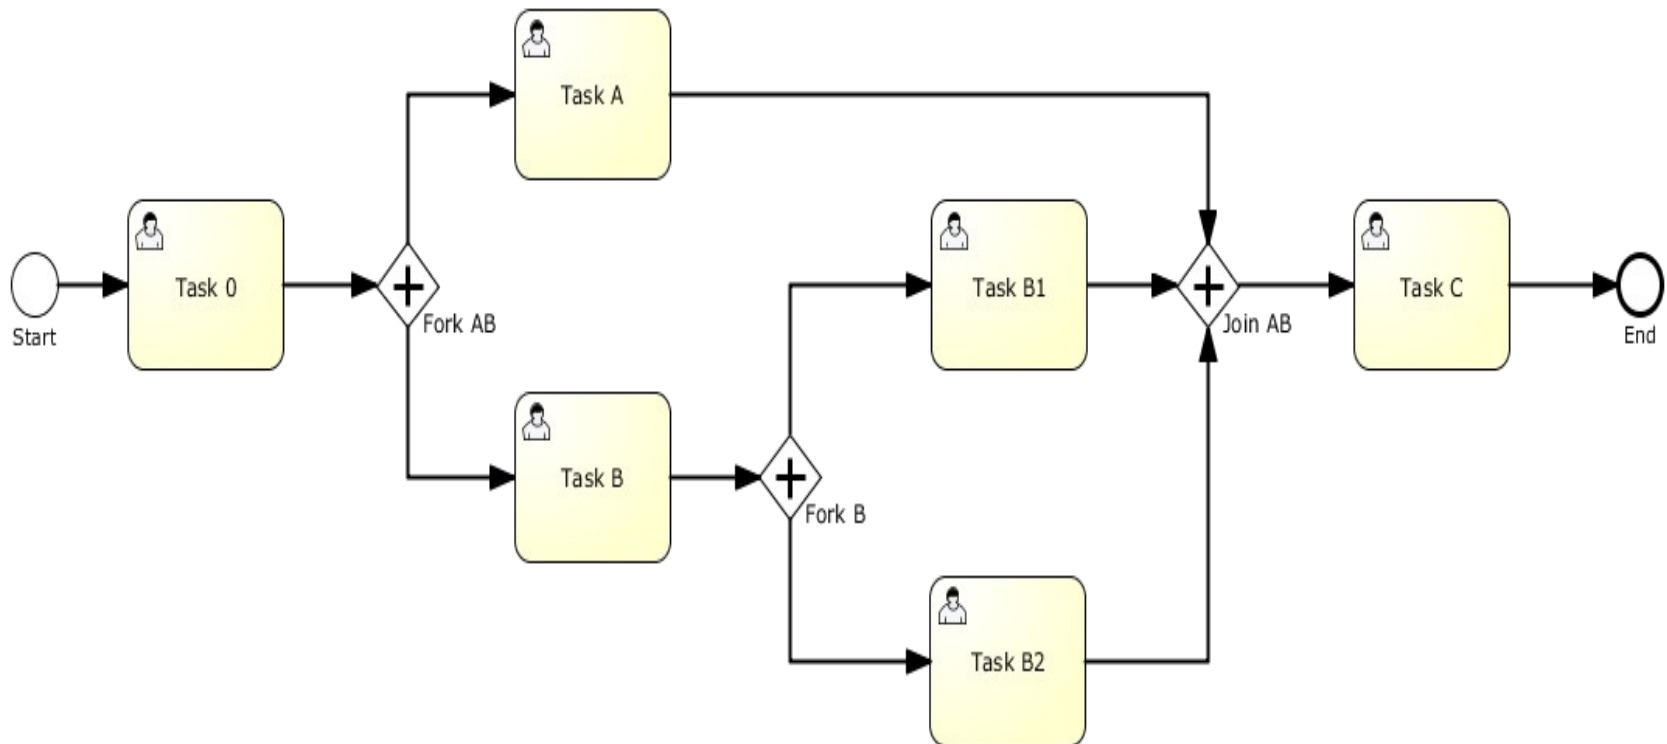 Task A
Task 0
Start
Fork AB
Task B1
Join AB
Task C
End
Task B
Fork B
Task B2